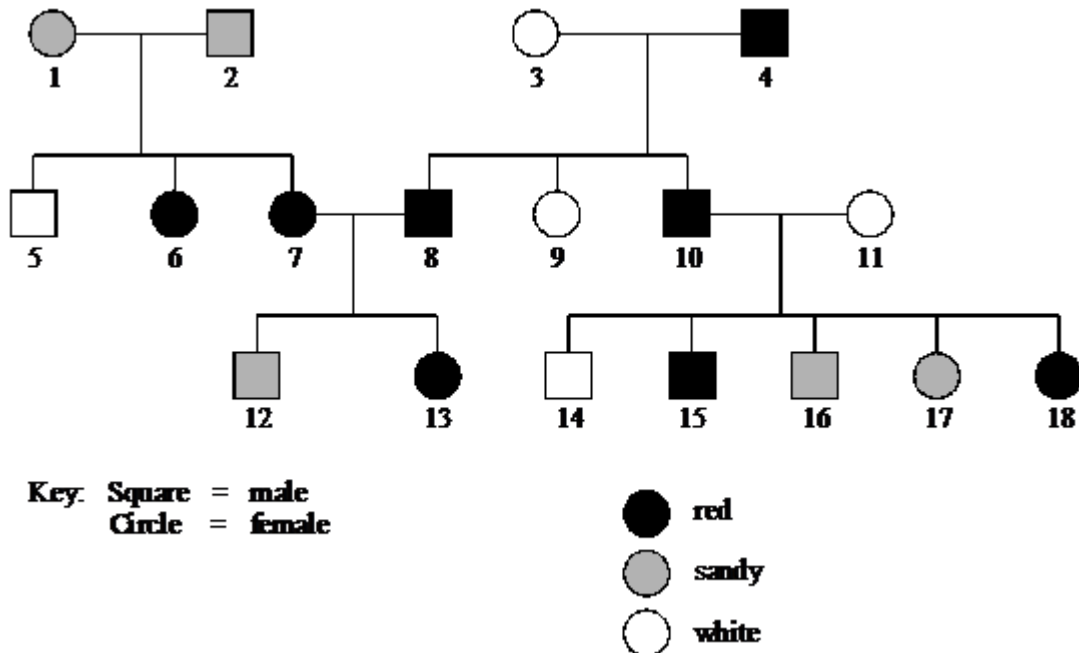 1 2 3 4
5 6 7 8 9 10 11
12 13 14 15 16 17 18
Key: Square = male
Circle = female
red
sandy
white